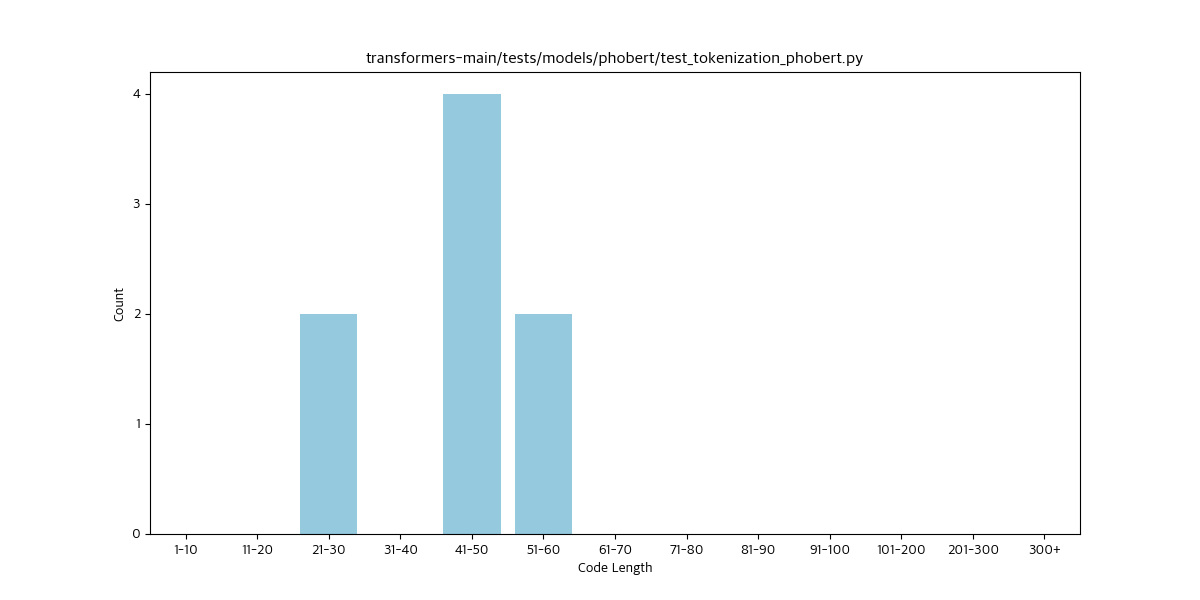 transformers-main/tests/models/phobert/test_tokenization_phobert.py
4
3
2
1
0
Count
1-10 11-20 21-30 31-40 41-50 51-60 61-70 71-80 81-90 91-100 101-200 201-300 300+
Code Length